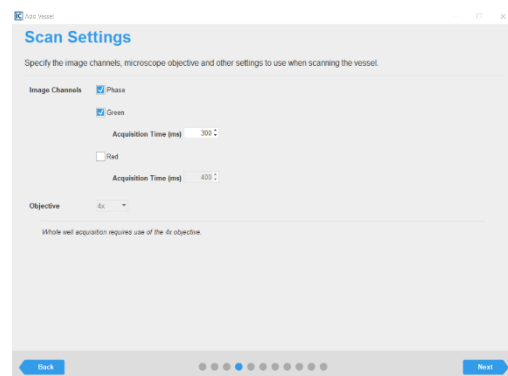 Add Vessel
Scan Settings
Specify the image channels, microscope objective and other settings to use when scanning the vessel.
Image Channels Phase
Green
Acquisition Time (ms) 300
Red
Acquisition Time (ms) 400
Objective 4x
Whole well acquisition requires use of the 4x objective.
Back Next